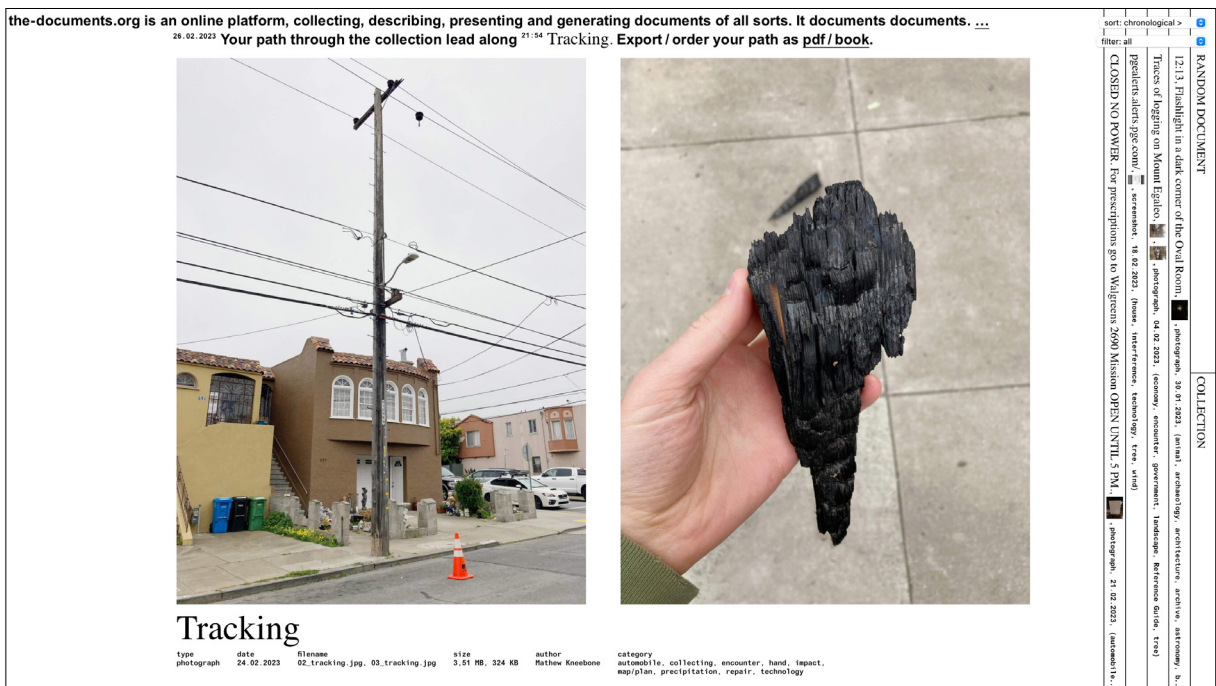 the-documents.org is an online platform, collecting, describing, presenting and generating documents of all sorts. It documents documents. ...
26.02.2023 Your path through the collection lead along 21:54 Tracking. Export / order your path as pdf / book.
sort: chronological >
filter: all
Tracking
type
photograph
date
24.02.2023
filename
02_tracking.jpg, 03_tracking.jpg
size
3,51 MB, 324 KB
author
Mathew Kneebone
category
automobile, collecting, encounter, hand, impact,
map/plan, precipitation, repair, technology
RANDOM DOCUMENT
COLLECTION
12:13, Flashlight in a dark corner of the Oval Room, , photograph, 30.01.2023, (animal, archaeology, architecture, archive, astronomy, b..
Traces of logging on Mount Egaleo, , , photograph, 04.02.2023, (economy, encounter, government, landscape, Reference Guide, tree)
pgealerts.alerts.pge.com/, , screenshot, 18.02.2023, (house, interference, technology, tree, wind)
CLOSED NO POWER. For prescriptions go to Walgreens 2690 Mission OPEN UNTIL 5 PM., , photograph, 21.02.2023, (automobile..